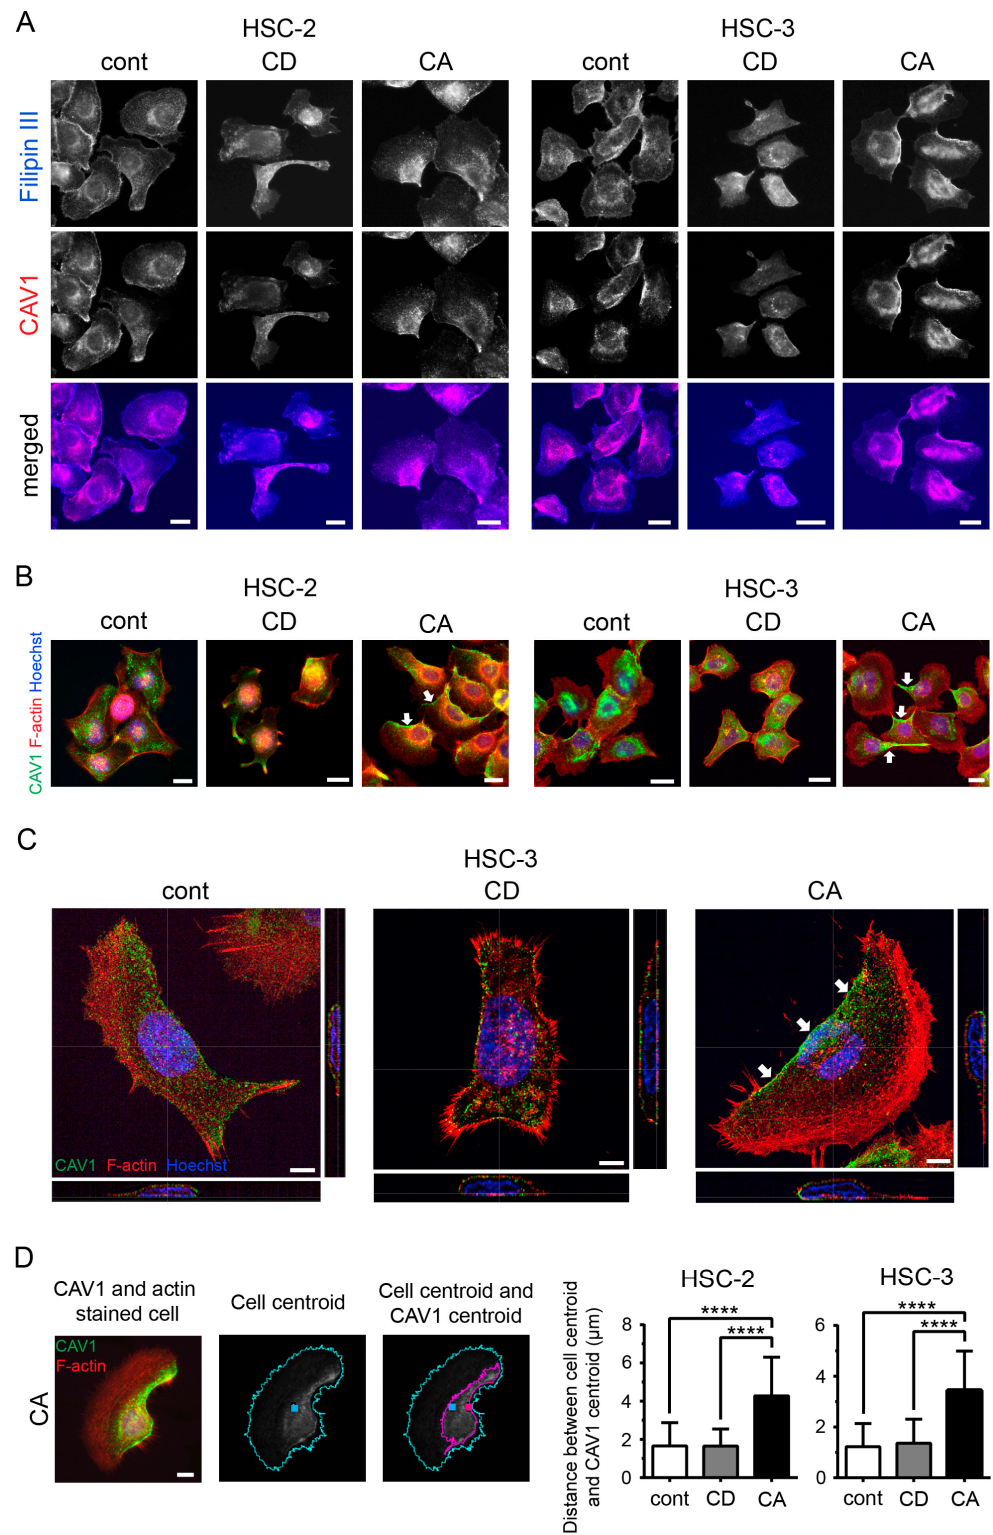 A
HSC-2
HSC-3
cont
CD
CA
cont
CD
CA
Filipin III
CAV1
merged
B
HSC-2
HSC-3
cont
CD
CA
cont
CD
CA
CAV1 F-actin Hoechst
C
HSC-3
cont
CD
CA
CAV1 F-actin Hoechst
D
CAV1 and actin
stained cell
Cell centroid
Cell centroid and
CAV1 centroid
CA
CAV1
F-actin
HSC-2
HSC-3
Distance between cell centroid
and CAV1 centroid (μm)
****
****
8
6
4
2
0
cont
CD
CA
****
****
6
4
2
0
cont
CD
CA